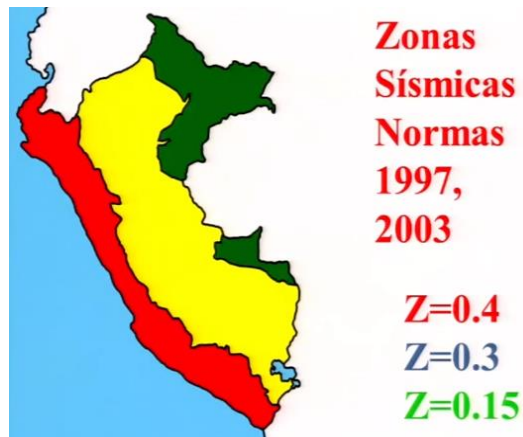 Zonas
Sísmicas
Normas
1997,
2003
Z=0.4
Z=0.3
Z=0.15